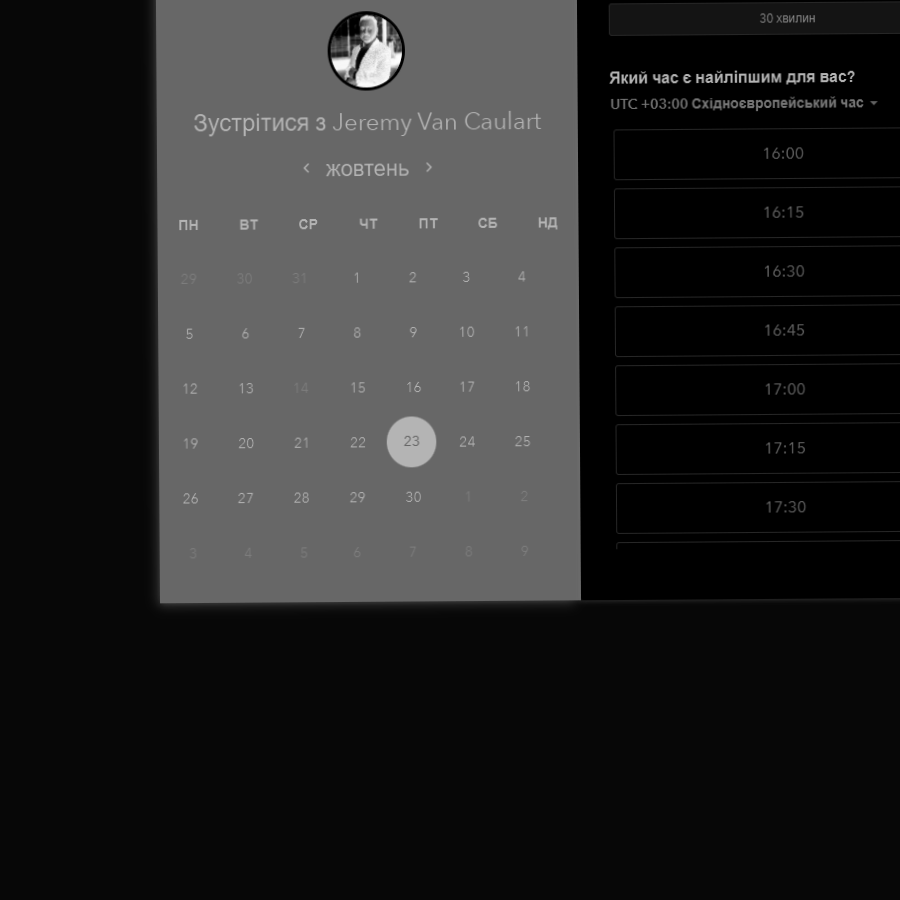 Зустрітися з Jeremy Van Caulart
жовтень
ПН ВТ СР ЧТ ПТ СБ НД
29 30 31 1 2 3 4
5 6 7 8 9 10 11
12 13 14 15 16 17 18
19 20 21 22 23 24 25
26 27 28 29 30 1 2
3 4 5 6 7 8 9
30 хвилин
Який час є найліпшим для вас?
UTC +03:00 Східноєвропейський час
16:00
16:15
16:30
16:45
17:00
17:15
17:30